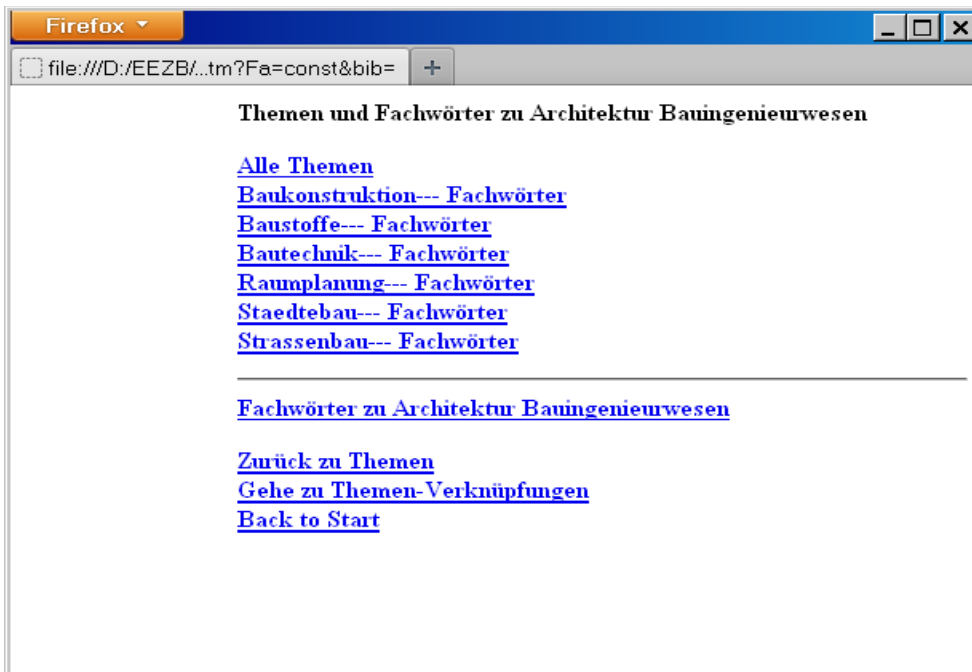 Firefox
file:///D:/EEZB/...tm?Fa=const&bib=
Themen und Fachwörter zu Architektur Bauingenieurwesen
Alle Themen
Baukonstruktion--- Fachwörter
Baustoffe--- Fachwörter
Bautechnik--- Fachwörter
Raumplanung--- Fachwörter
Staedtebau--- Fachwörter
Strassenbau--- Fachwörter
Fachwörter zu Architektur Bauingenieurwesen
Zurück zu Themen
Gehe zu Themen-Verknüpfungen
Back to Start